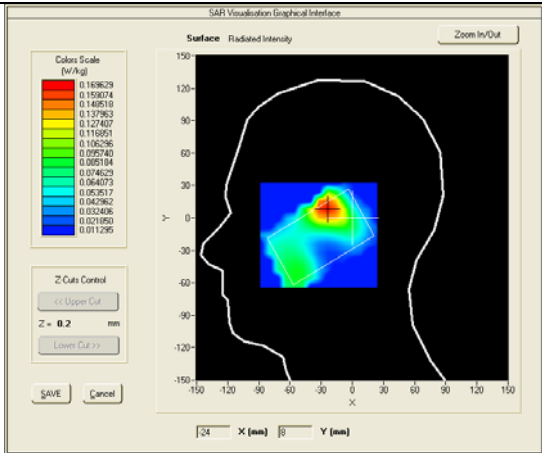 SAR Visualisation Graphical Interface
Surface Radiated Intensity
Zoom In/Out
Colors Scale
(W/kg)
0.169629
0.159074
0.148518
0.137963
0.127407
0.116851
0.106296
0.095740
0.085184
0.074629
0.064073
0.053517
0.042962
0.032406
0.021850
0.011295
Z Cuts Control
<< Upper Cut
Z = 0.2 mm
Lower Cut >>
SAVE Cancel
150-
120-
90-
60-
30-
0-
-30-
-60-
-90-
-120-
-150-
Y
-150 -120 -90 -60 -30 0 30 60 90 120 150
X
-24 X (mm) 8 Y (mm)